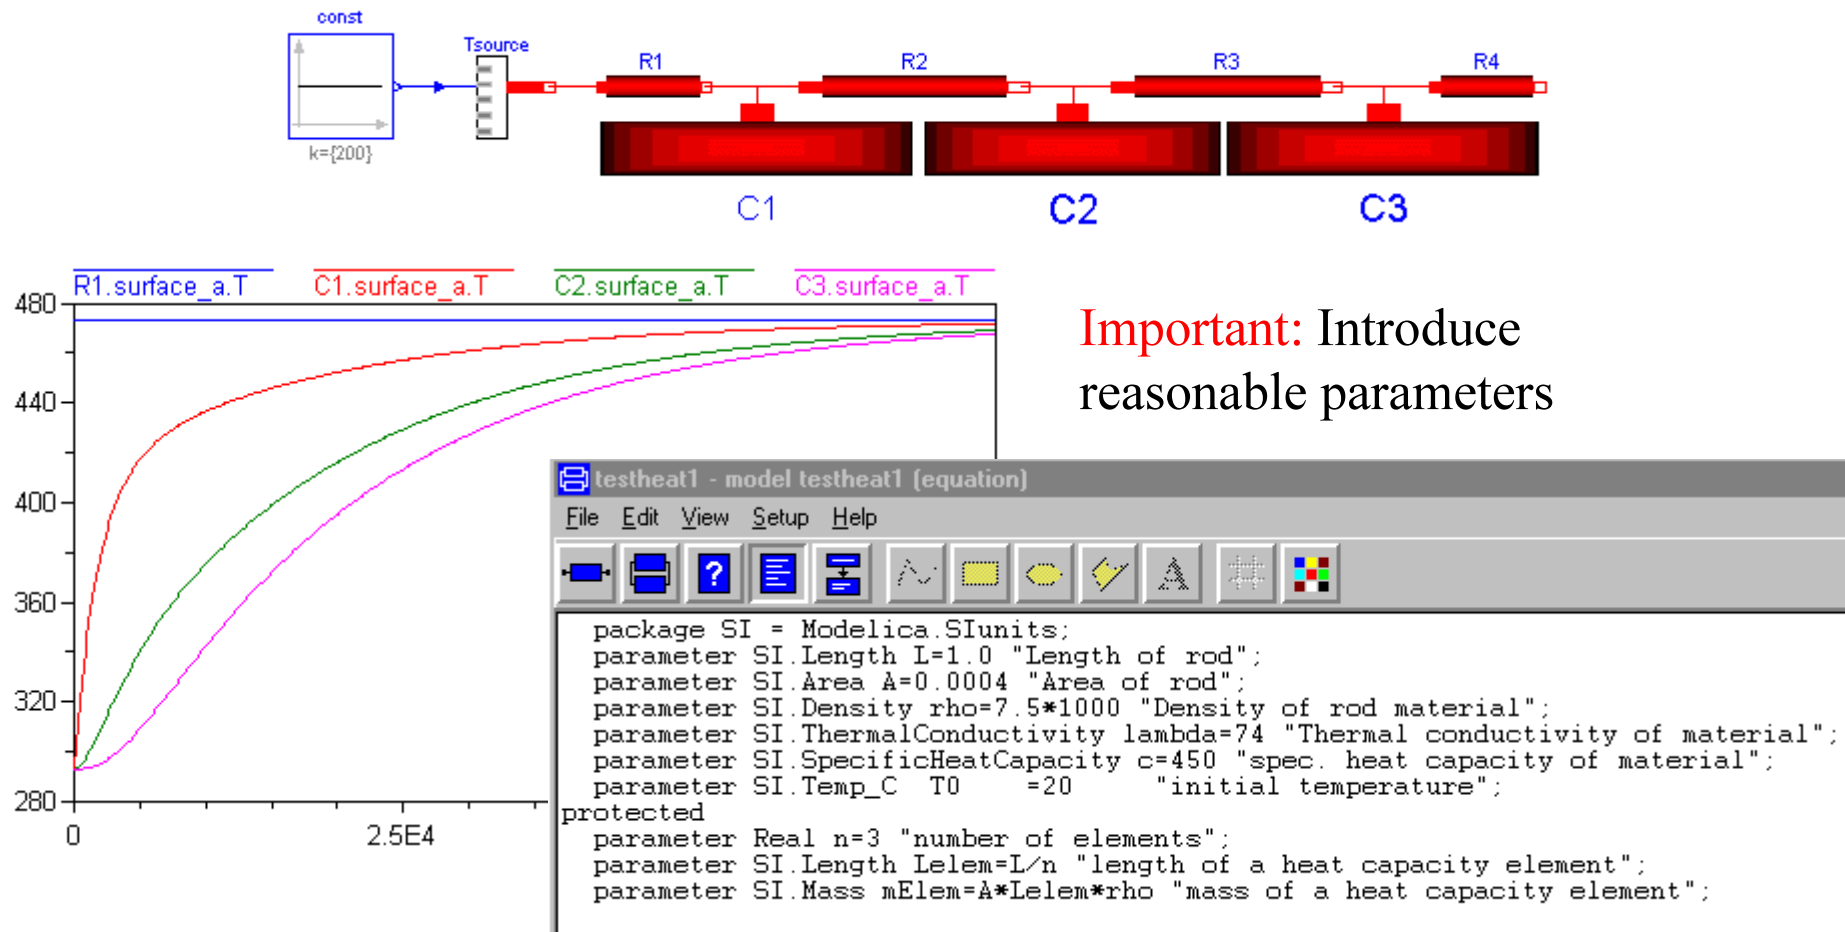 const
Tsource
R1
R2
R3
R4
k={200}
C1
C2
C3
R1.surface_a.T
C1.surface_a.T
C2.surface_a.T
C3.surface_a.T
480
440
400
360
320
280
0
2.5E4
Important: Introduce
reasonable parameters
testheat1 - model testheat1 (equation)
File Edit View Setup Help
?
A
package SI = Modelica.SIunits;
parameter SI.Length L=1.0 "Length of rod";
parameter SI.Area A=0.0004 "Area of rod";
parameter SI.Density rho=7.5*1000 "Density of rod material";
parameter SI.ThermalConductivity lambda=74 "Thermal conductivity of material";
parameter SI.SpecificHeatCapacity c=450 "spec. heat capacity of material";
parameter SI.Temp_C T0 =20 "initial temperature";
protected
parameter Real n=3 "number of elements";
parameter SI.Length Lelem=L/n "length of a heat capacity element";
parameter SI.Mass mElem=A*Lelem*rho "mass of a heat capacity element";